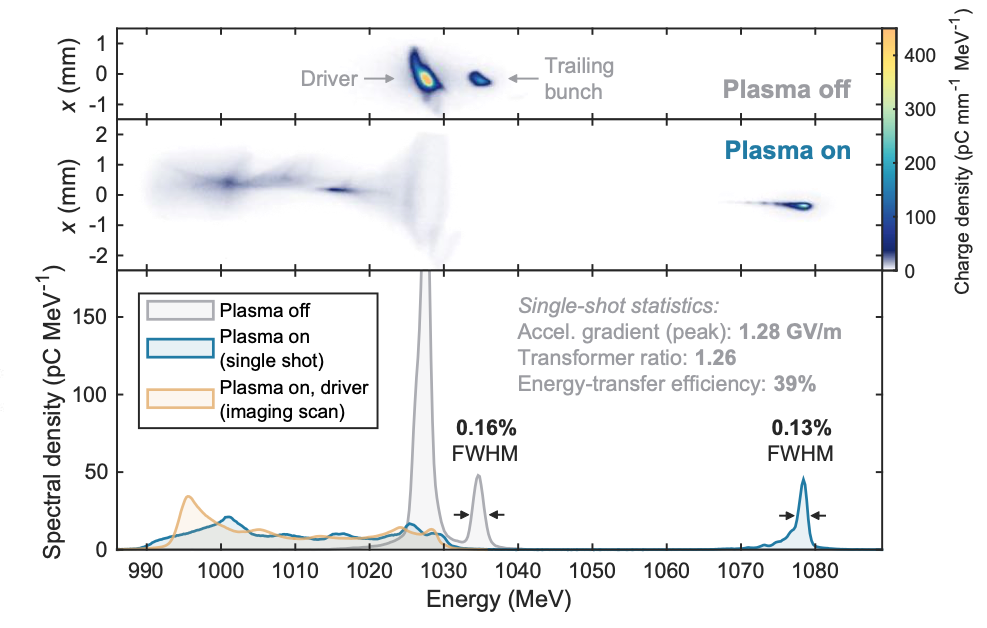 1
0
-1
x (mm)
Driver
Trailing
bunch
Plasma off
2
1
0
-1
-2
x (mm)
Plasma on
400
300
200
100
0
Charge density (pC mm⁻¹ MeV⁻¹)
150
100
50
0
Spectral density (pC MeV⁻¹)
Plasma off
Plasma on
(single shot)
Plasma on, driver
(imaging scan)
Single-shot statistics:
Accel. gradient (peak): 1.28 GV/m
Transformer ratio: 1.26
Energy-transfer efficiency: 39%
0.16%
FWHM
0.13%
FWHM
990 1000 1010 1020 1030 1040 1050 1060 1070 1080
Energy (MeV)